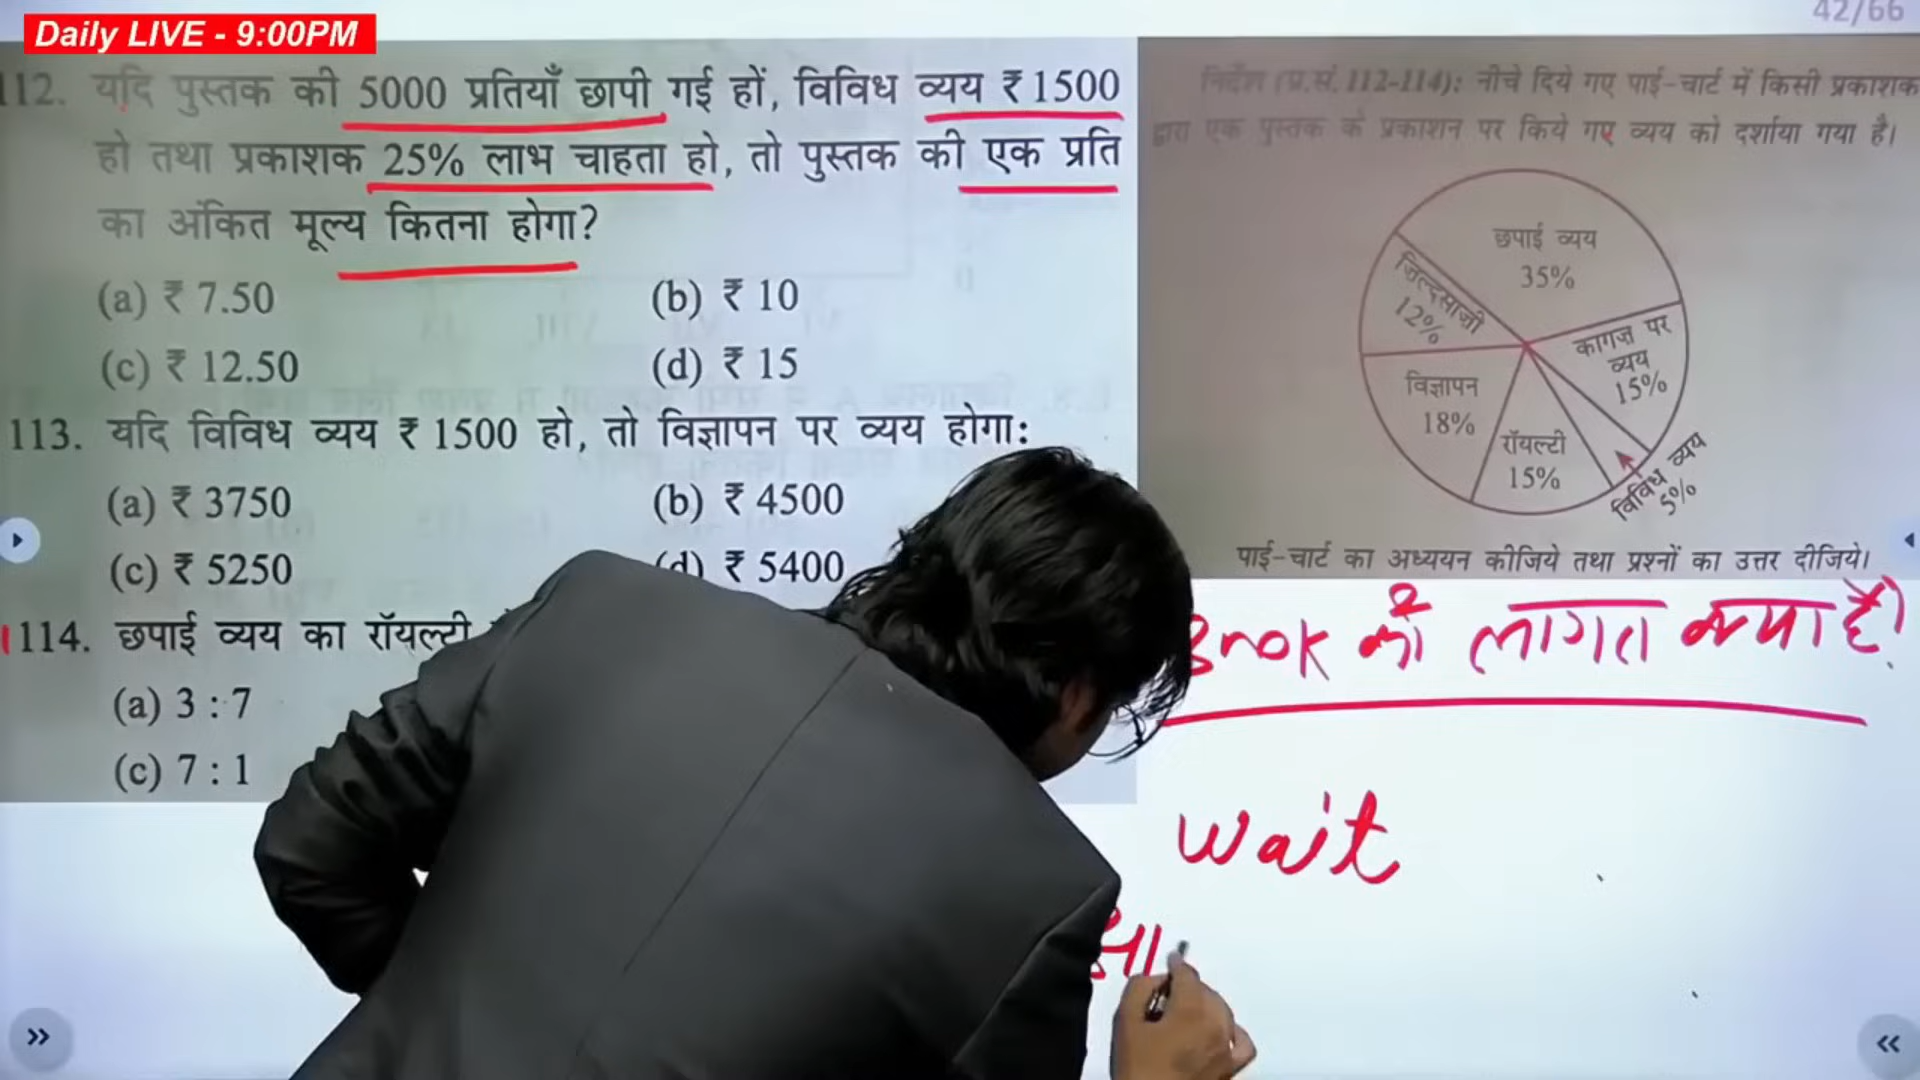 42/66
Daily LIVE - 9:00PM
112. यदि पुस्तक की 5000 प्रतियाँ छापी गई हों, विविध व्यय ₹ 1500
हो तथा प्रकाशक 25% लाभ चाहता हो, तो पुस्तक की एक प्रति
का अंकित मूल्य कितना होगा?
(a) ₹ 7.50 (b) ₹ 10
(c) ₹ 12.50 (d) ₹ 15
113. यदि विविध व्यय ₹ 1500 हो, तो विज्ञापन पर व्यय होगा:
(a) ₹ 3750 (b) ₹ 4500
(c) ₹ 5250 (d) ₹ 5400
114. छपाई व्यय का रॉयल्टी
(a) 3 : 7
(c) 7 : 1
निर्देश (प्र.सं. 112-114): नीचे दिये गए पाई-चार्ट में किसी प्रकाशक
द्वारा एक पुस्तक के प्रकाशन पर किये गए व्यय को दर्शाया गया है।
छपाई व्यय
35%
जिल्दसाजी
12%
कागज़ पर
व्यय
15%
विज्ञापन
18%
रॉयल्टी
15%
विविध व्यय
5%
पाई-चार्ट का अध्ययन कीजिये तथा प्रश्नों का उत्तर दीजिये।
Book की लागत क्या है?
wait